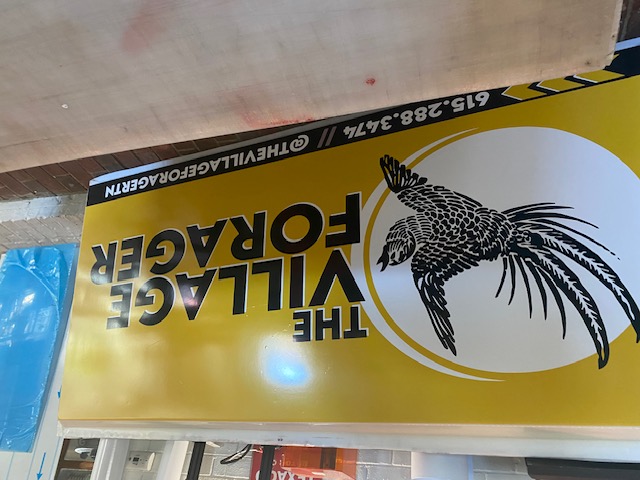 THE
VILLAGE
FORAGER
615.288.3474 // @THEVILLAGEFORAGERTN